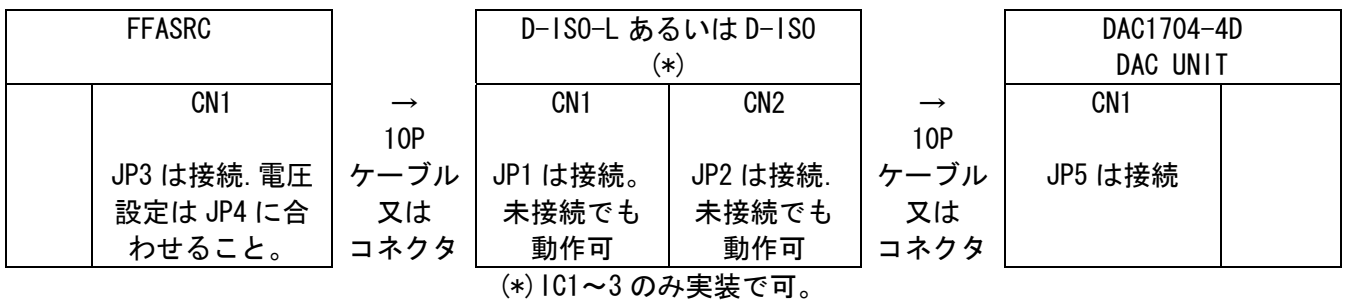 FFASRC
D-ISO-L あるいは D-ISO
(*)
DAC1704-4D
DAC UNIT
CN1
JP3 は接続. 電圧
設定は JP4 に合
わせること。
→
10P
ケーブル
又は
コネクタ
CN1
JP1 は接続。
未接続でも
動作可
CN2
JP2 は接続.
未接続でも
動作可
→
10P
ケーブル
又は
コネクタ
CN1
JP5 は接続
(*)IC1～3 のみ実装で可。